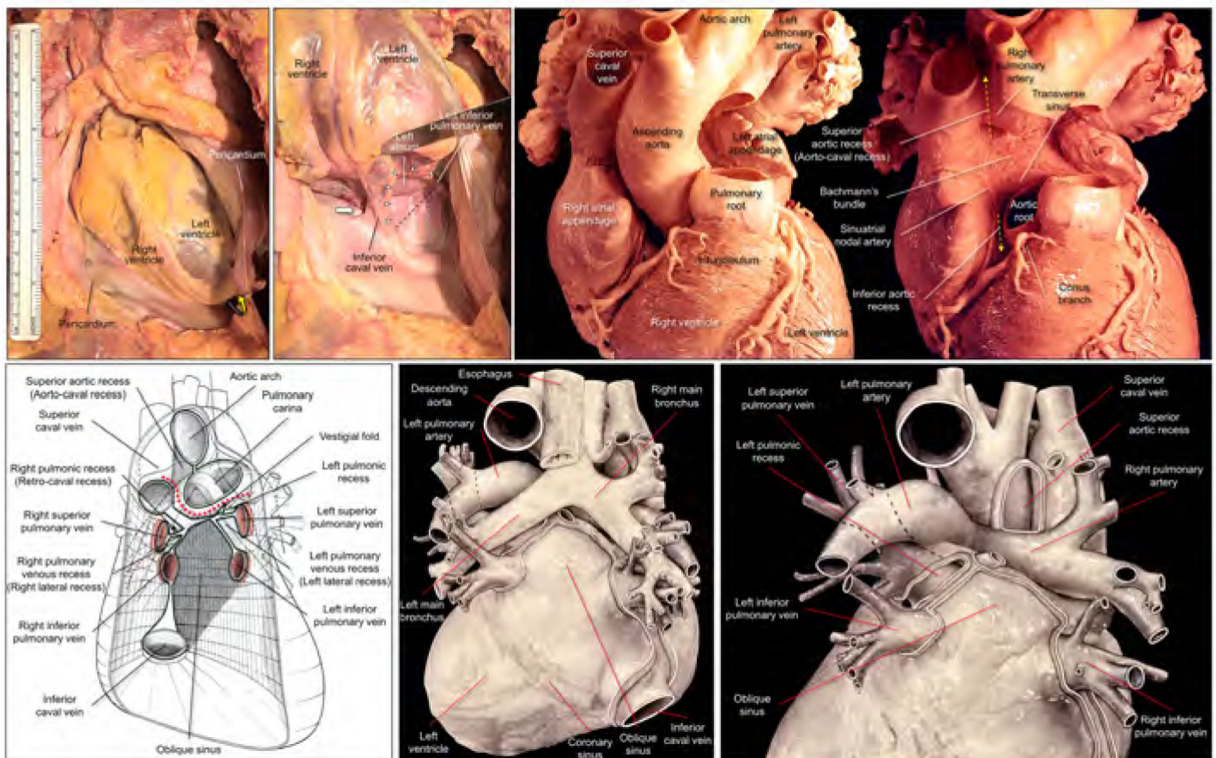 Pericardium
Left
ventricle
Right
ventricle
Pericardium
Right
ventricle
Left
ventricle
Left inferior
pulmonary vein
Left
atrium
Inferior
caval vein
Aortic arch
Left
pulmonary
artery
Superior
caval
vein
Ascending
aorta
Left atrial
appendage
Right atrial
appendage
Pulmonary
root
Infundibulum
Right ventricle
Left ventricle
Right
pulmonary
artery
Transverse
sinus
Superior
aortic recess
(Aorto-caval recess)
Bachmann's
bundle
Aortic
root
Sinuatrial
nodal artery
Inferior aortic
recess
Conus
branch
Superior aortic recess
(Aorto-caval recess)
Aortic arch
Pulmonary
carina
Superior
caval vein
Vestigial fold
Right pulmonic recess
(Retro-caval recess)
Left pulmonic
recess
Right superior
pulmonary vein
Left superior
pulmonary vein
Right pulmonary
venous recess
(Right lateral recess)
Left pulmonary
venous recess
(Left lateral recess)
Right inferior
pulmonary vein
Left inferior
pulmonary vein
Inferior
caval vein
Oblique sinus
Esophagus
Descending
aorta
Right main
bronchus
Left pulmonary
artery
Left main
bronchus
Left
ventricle
Coronary
sinus
Oblique
sinus
Inferior
caval vein
Left superior
pulmonary vein
Left pulmonary
artery
Superior
caval vein
Superior
aortic recess
Left pulmonic
recess
Right pulmonary
artery
Left inferior
pulmonary vein
Oblique
sinus
Right inferior
pulmonary vein